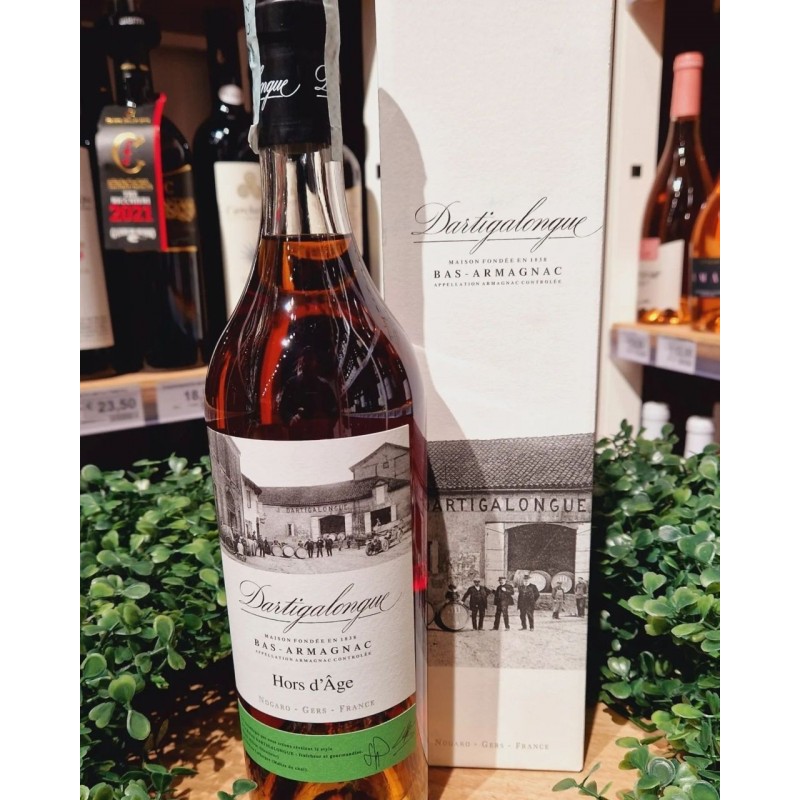 Dartigalongue
MAISON FONDÉE EN 1838
BAS-ARMAGNAC
APPELLATION ARMAGNAC CONTRÔLÉE
DARTIGALONGUE
NOGARO - GERS - FRANCE
DARTIGALONGUE
Dartigalongue
MAISON FONDÉE EN 1838
BAS-ARMAGNAC
APPELLATION ARMAGNAC CONTRÔLÉE
Hors d'Âge
NOGARO - GERS - FRANCE
2021
€ 23,50
18,